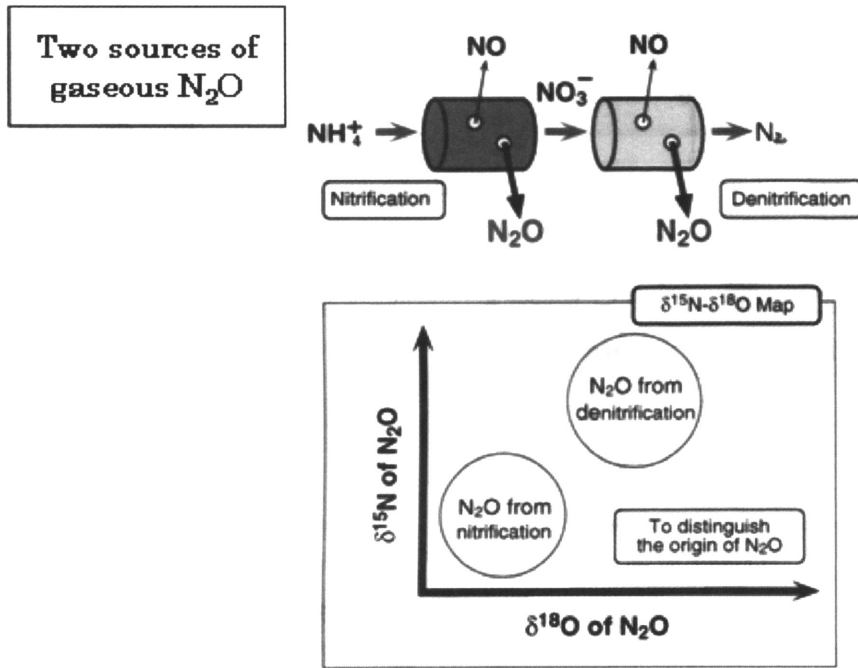 Two sources of
gaseous N₂O
NO
NO
NH₄⁺
NO₃⁻
N₂
Nitrification
Denitrification
N₂O
N₂O
δ¹⁵N-δ¹⁸O Map
N₂O from
denitrification
δ¹⁵N of N₂O
N₂O from
nitrification
To distinguish
the origin of N₂O
δ¹⁸O of N₂O